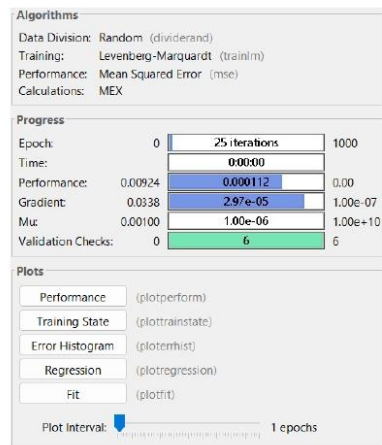 Algorithms
Data Division: Random (dividerand)
Training: Levenberg-Marquardt (trainlm)
Performance: Mean Squared Error (mse)
Calculations: MEX
Progress
Epoch: 0 25 iterations 1000
Time: 0:00:00
Performance: 0.00924 0.000112 0.00
Gradient: 0.0338 2.97e-05 1.00e-07
Mu: 0.00100 1.00e-06 1.00e+10
Validation Checks: 0 6 6
Plots
Performance (plotperform)
Training State (plottrainstate)
Error Histogram (ploterrhist)
Regression (plotregression)
Fit (plotfit)
Plot Interval: 1 epochs